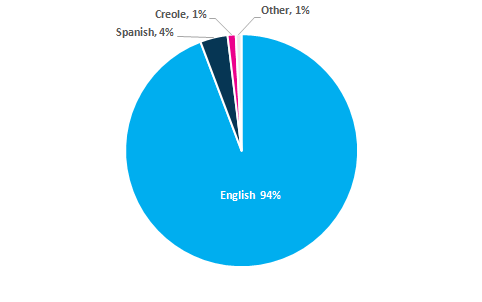 Creole, 1%
Other, 1%
Spanish, 4%
English 94%